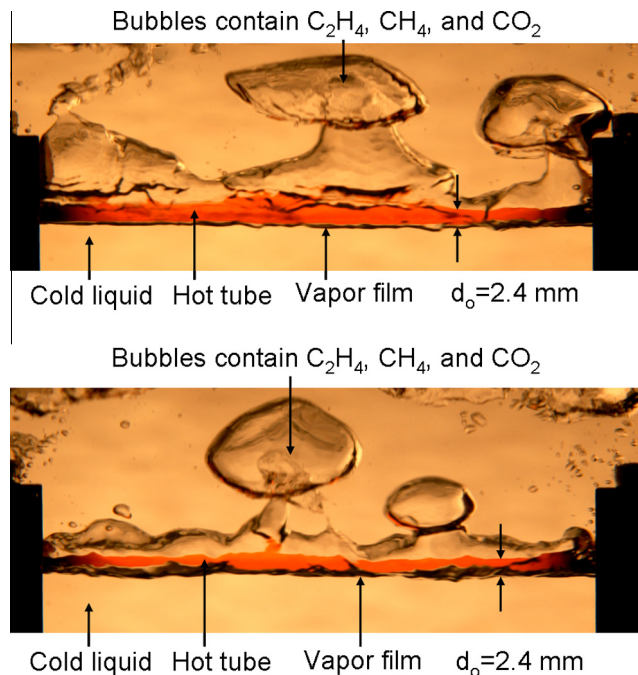 Bubbles contain C₂H₄, CH₄, and CO₂
Cold liquid Hot tube Vapor film dₒ=2.4 mm
Bubbles contain C₂H₄, CH₄, and CO₂
Cold liquid Hot tube Vapor film dₒ=2.4 mm